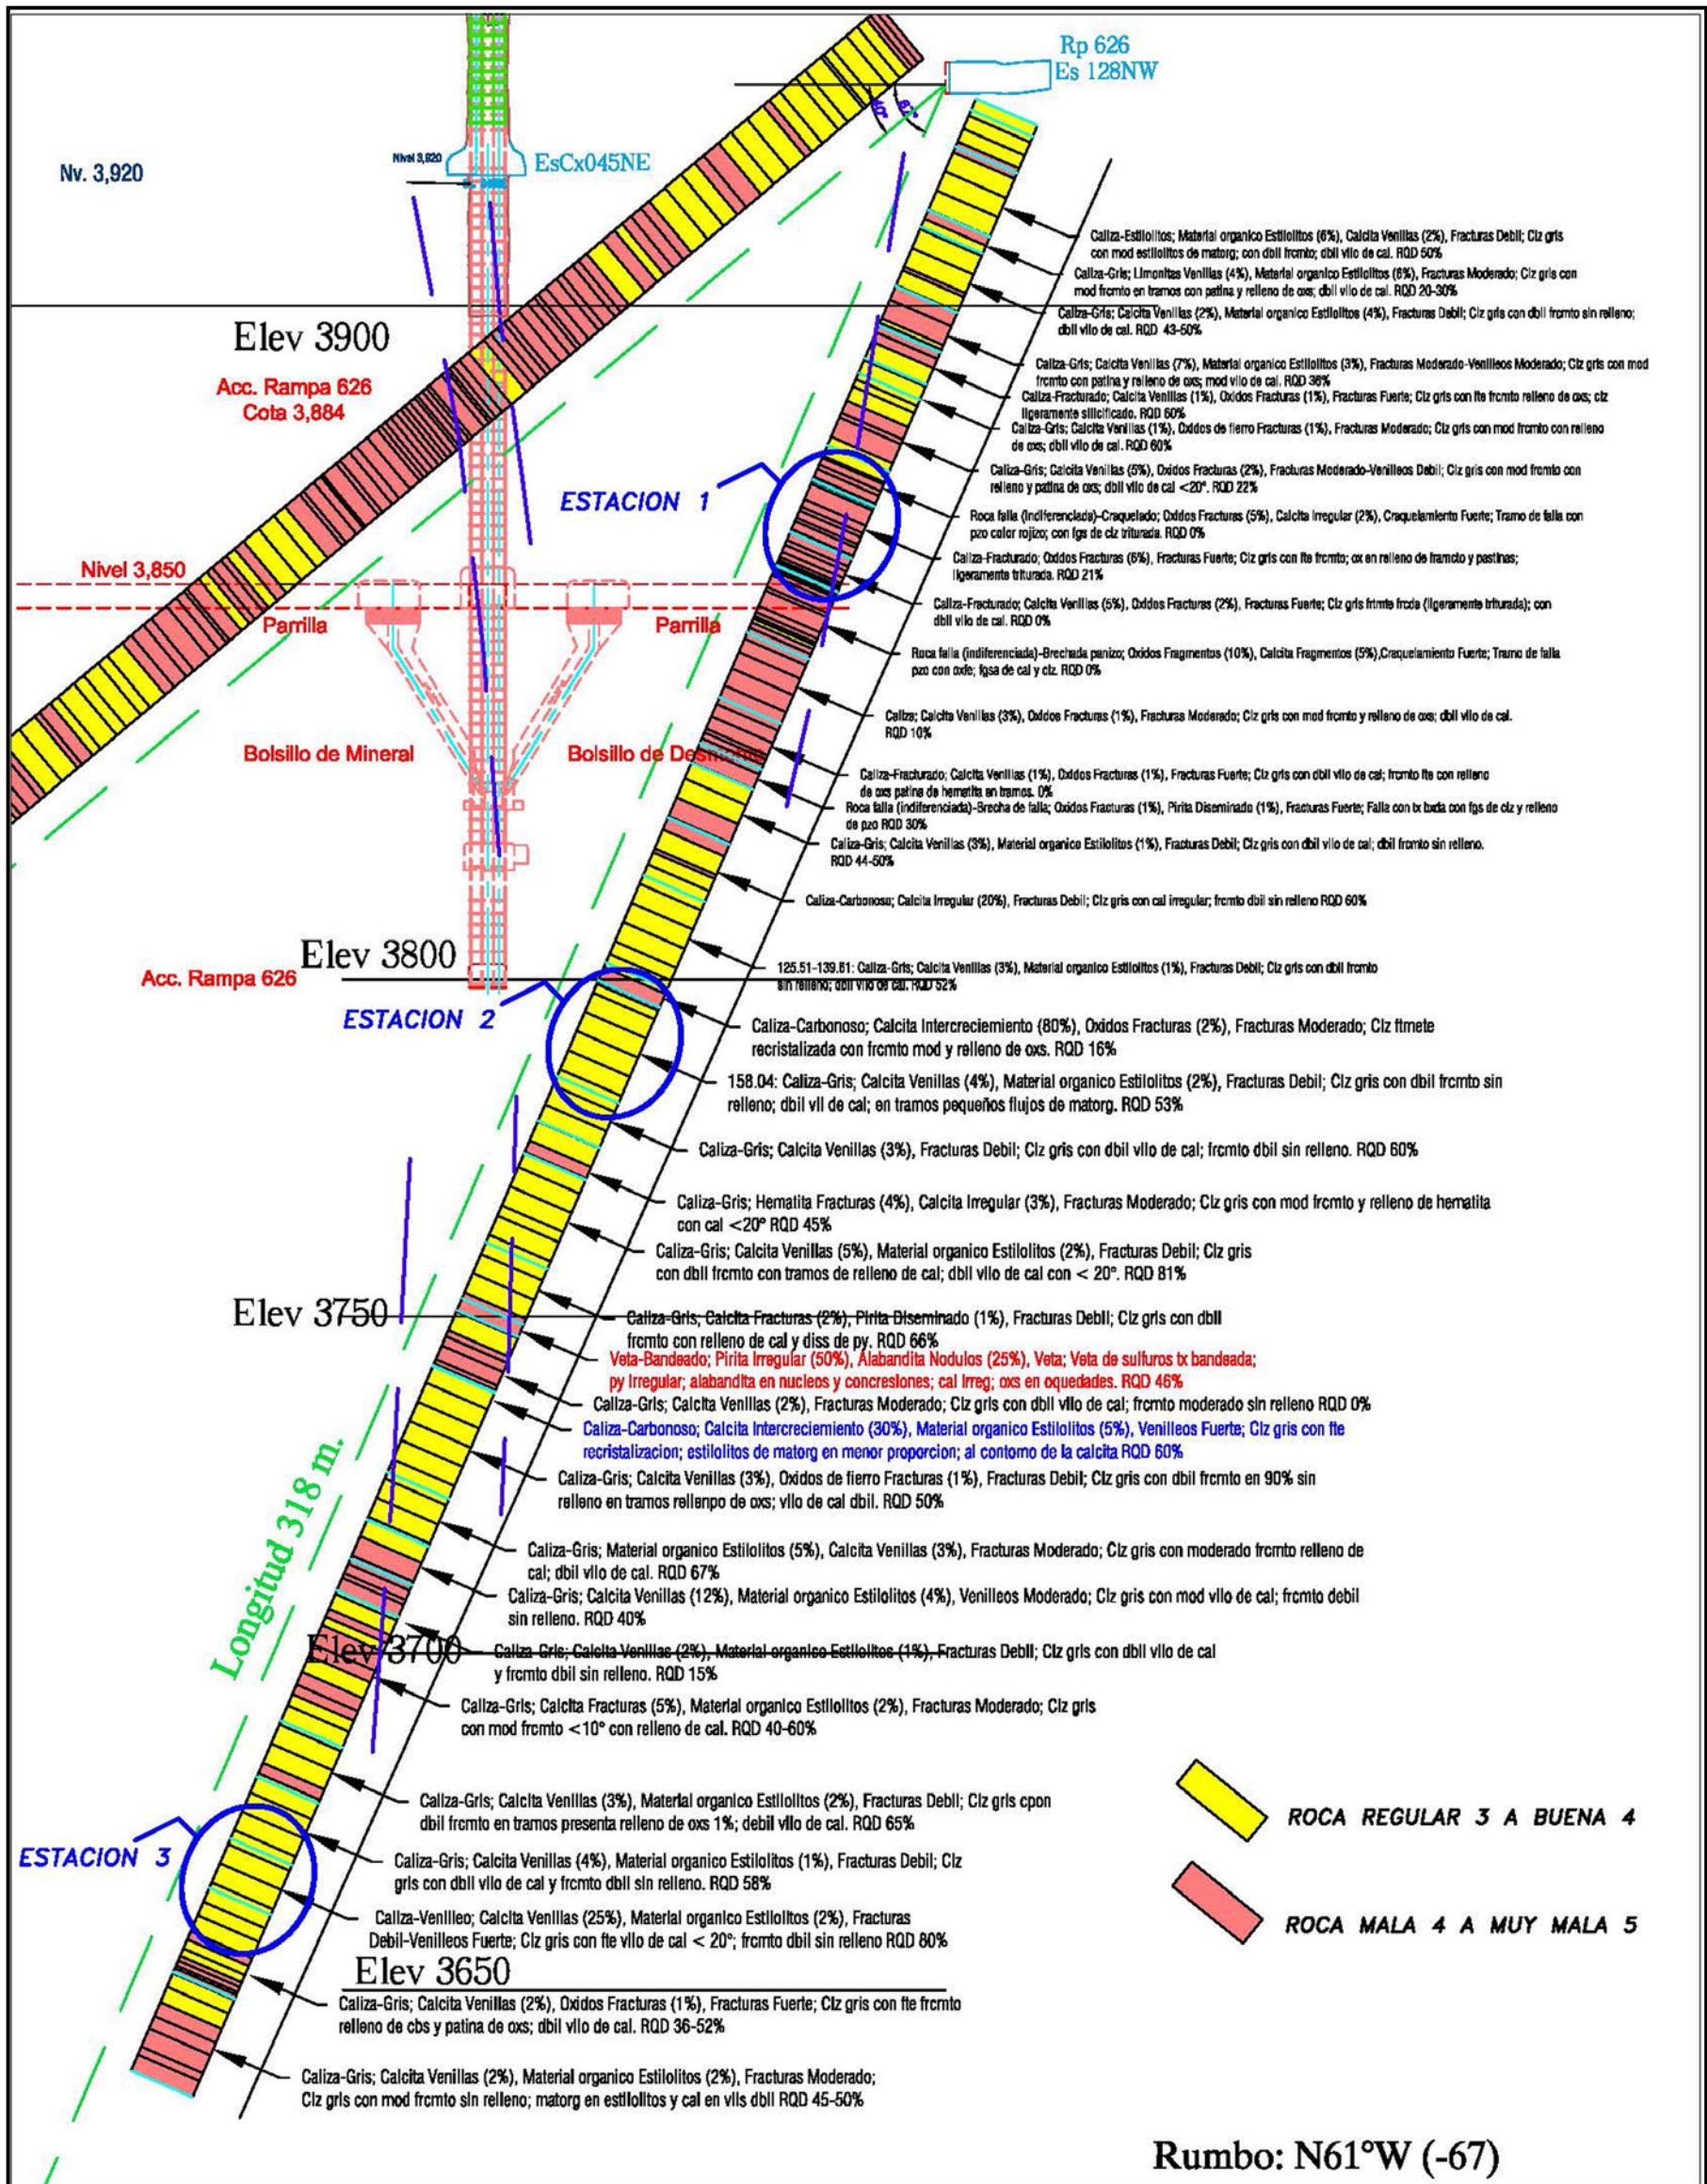 Rp 626
Es 128NW
Nv. 3,920
Nivel 3,920
EsCx045NE
40°
67°
Caliza-Estilolitos; Material organico Estilolitos (6%), Calcita Venillas (2%), Fracturas Debil; Clz gris
con mod estilolitos de matorg; con dbil frcmto; dbil vllo de cal. RQD 50%
Caliza-Gris; Limonitas Venillas (4%), Material organico Estilolitos (6%), Fracturas Moderado; Clz gris con
mod frcmto en tramos con patina y relleno de oxs; dbil vllo de cal. RQD 20-30%
Elev 3900
Caliza-Gris; Calcita Venillas (2%), Material organico Estilolitos (4%), Fracturas Debil; Clz gris con dbil frcmto sin relleno;
dbil vllo de cal. RQD 43-50%
Acc. Rampa 626
Cota 3,884
Caliza-Gris; Calcita Venillas (7%), Material organico Estilolitos (3%), Fracturas Moderado-Venilleos Moderado; Clz gris con mod
frcmto con patina y relleno de oxs; mod vllo de cal. RQD 36%
Caliza-Fracturado; Calcita Venillas (1%), Oxidos Fracturas (1%), Fracturas Fuerte; Clz gris con fte frcmto relleno de oxs; clz
ligeramente silicificado. RQD 60%
Caliza-Gris; Calcita Venillas (1%), Oxidos de fierro Fracturas (1%), Fracturas Moderado; Clz gris con mod frcmto con relleno
de oxs; dbil vllo de cal. RQD 60%
Caliza-Gris; Calcita Venillas (5%), Oxidos Fracturas (2%), Fracturas Moderado-Venilleos Debil; Clz gris con mod frcmto con
relleno y patina de oxs; dbil vllo de cal <20°. RQD 22%
ESTACION 1
Roca falla (Indiferenciada)-Craquelado; Oxidos Fracturas (5%), Calcita Irregular (2%), Craquelamiento Fuerte; Tramo de falla con
pzo color rojizo; con fgs de clz triturada. RQD 0%
Caliza-Fracturado; Oxidos Fracturas (6%), Fracturas Fuerte; Clz gris con fte frcmto; ox en relleno de framcto y pastinas;
ligeramente triturada. RQD 21%
Nivel 3,850
Caliza-Fracturado; Calcita Venillas (5%), Oxidos Fracturas (2%), Fracturas Fuerte; Clz gris frtmte frcda (ligeramente triturada); con
dbil vllo de cal. RQD 0%
Parrilla
Parrilla
Roca falla (indiferenciada)-Brechada panizo; Oxidos Fragmentos (10%), Calcita Fragmentos (5%),Craquelamiento Fuerte; Tramo de falla
pzo con oxfe; fgsa de cal y clz. RQD 0%
Caliza; Calcita Venillas (3%), Oxidos Fracturas (1%), Fracturas Moderado; Clz gris con mod frcmto y relleno de oxs; dbil vllo de cal.
RQD 10%
Bolsillo de Mineral
Bolsillo de Desmonte
Caliza-Fracturado; Calcita Venillas (1%), Oxidos Fracturas (1%), Fracturas Fuerte; Clz gris con dbil vllo de cal; frcmto fte con relleno
de oxs patina de hematita en tramos. 0%
Roca falla (indiferenciada)-Brecha de falla; Oxidos Fracturas (1%), Pirita Diseminado (1%), Fracturas Fuerte; Falla con tx bxda con fgs de clz y relleno
de pzo RQD 30%
Caliza-Gris; Calcita Venillas (3%), Material organico Estilolitos (1%), Fracturas Debil; Clz gris con dbil vllo de cal; dbil frcmto sin relleno.
RQD 44-50%
Caliza-Carbonoso; Calcita Irregular (20%), Fracturas Debil; Clz gris con cal irregular; frcmto dbil sin relleno RQD 60%
Elev 3800
Acc. Rampa 626
125.51-139.61: Caliza-Gris; Calcita Venillas (3%), Material organico Estilolitos (1%), Fracturas Debil; Clz gris con dbil frcmto
sin relleno; dbil vllo de cal. RQD 52%
ESTACION 2
Caliza-Carbonoso; Calcita Intercreciemiento (80%), Oxidos Fracturas (2%), Fracturas Moderado; Clz ftmete
recristalizada con frcmto mod y relleno de oxs. RQD 16%
158.04: Caliza-Gris; Calcita Venillas (4%), Material organico Estilolitos (2%), Fracturas Debil; Clz gris con dbil frcmto sin
relleno; dbil vll de cal; en tramos pequeños flujos de matorg. RQD 53%
Caliza-Gris; Calcita Venillas (3%), Fracturas Debil; Clz gris con dbil vllo de cal; frcmto dbil sin relleno. RQD 60%
Caliza-Gris; Hematita Fracturas (4%), Calcita Irregular (3%), Fracturas Moderado; Clz gris con mod frcmto y relleno de hematita
con cal <20° RQD 45%
Caliza-Gris; Calcita Venillas (5%), Material organico Estilolitos (2%), Fracturas Debil; Clz gris
con dbil frcmto con tramos de relleno de cal; dbil vllo de cal con < 20°. RQD 81%
Elev 3750
Caliza-Gris; Calcita Fracturas (2%), Pirita Diseminado (1%), Fracturas Debil; Clz gris con dbil
frcmto con relleno de cal y diss de py. RQD 66%
Veta-Bandeado; Pirita Irregular (50%), Alabandita Nodulos (25%), Veta; Veta de sulfuros tx bandeada;
py irregular; alabandita en nucleos y concresiones; cal irreg; oxs en oquedades. RQD 46%
Caliza-Gris; Calcita Venillas (2%), Fracturas Moderado; Clz gris con dbil vllo de cal; frcmto moderado sin relleno RQD 0%
Caliza-Carbonoso; Calcita Intercreciemiento (30%), Material organico Estilolitos (5%), Venilleos Fuerte; Clz gris con fte
recristalizacion; estilolitos de matorg en menor proporcion; al contorno de la calcita RQD 60%
Caliza-Gris; Calcita Venillas (3%), Oxidos de fierro Fracturas (1%), Fracturas Debil; Clz gris con dbil frcmto en 90% sin
relleno en tramos rellenpo de oxs; vllo de cal dbil. RQD 50%
Longitud 318 m.
Caliza-Gris; Material organico Estilolitos (5%), Calcita Venillas (3%), Fracturas Moderado; Clz gris con moderado frcmto relleno de
cal; dbil vllo de cal. RQD 67%
Caliza-Gris; Calcita Venillas (12%), Material organico Estilolitos (4%), Venilleos Moderado; Clz gris con mod vllo de cal; frcmto debil
sin relleno. RQD 40%
Elev 3700
Caliza-Gris; Calcita Venillas (2%), Material organico Estilolitos (1%), Fracturas Debil; Clz gris con dbil vllo de cal
y frcmto dbil sin relleno. RQD 15%
Caliza-Gris; Calcita Fracturas (5%), Material organico Estilolitos (2%), Fracturas Moderado; Clz gris
con mod frcmto <10° con relleno de cal. RQD 40-60%
Caliza-Gris; Calcita Venillas (3%), Material organico Estilolitos (2%), Fracturas Debil; Clz gris cpon
dbil frcmto en tramos presenta relleno de oxs 1%; debil vllo de cal. RQD 65%
ROCA REGULAR 3 A BUENA 4
ESTACION 3
Caliza-Gris; Calcita Venillas (4%), Material organico Estilolitos (1%), Fracturas Debil; Clz
gris con dbil vllo de cal y frcmto dbil sin relleno. RQD 58%
Caliza-Venilleo; Calcita Venillas (25%), Material organico Estilolitos (2%), Fracturas
Debil-Venilleos Fuerte; Clz gris con fte vllo de cal < 20°; frcmto dbil sin relleno RQD 80%
ROCA MALA 4 A MUY MALA 5
Elev 3650
Caliza-Gris; Calcita Venillas (2%), Oxidos Fracturas (1%), Fracturas Fuerte; Clz gris con fte frcmto
relleno de cbs y patina de oxs; dbil vllo de cal. RQD 36-52%
Caliza-Gris; Calcita Venillas (2%), Material organico Estilolitos (2%), Fracturas Moderado;
Clz gris con mod frcmto sin relleno; matorg en estilolitos y cal en vlls dbil RQD 45-50%
Rumbo: N61°W (-67)